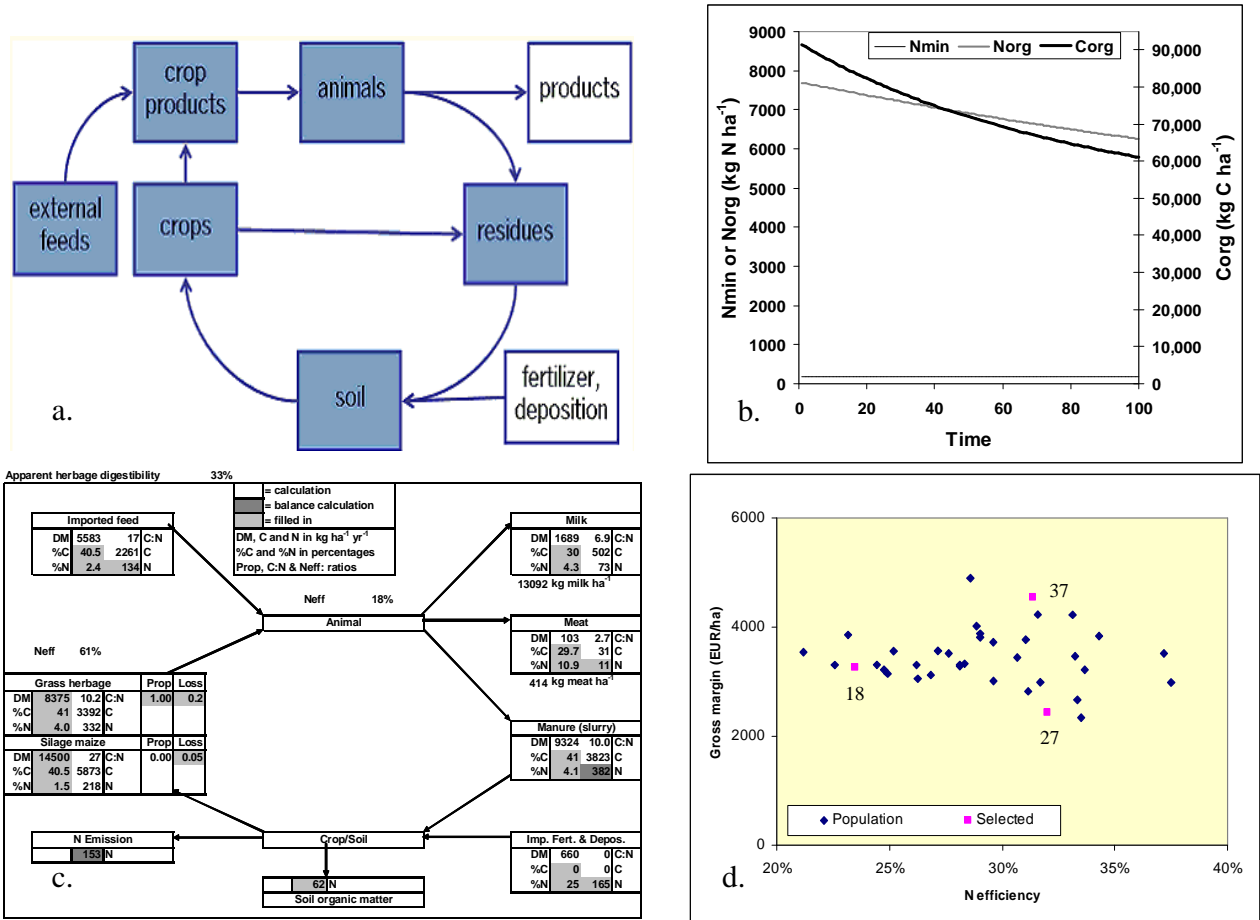 crop
products
animals
products
external
feeds
crops
residues
soil
fertilizer,
deposition
a.
Nmin Norg Corg
9000
8000
7000
6000
5000
4000
3000
2000
1000
0
90,000
80,000
70,000
60,000
50,000
40,000
30,000
20,000
10,000
0
0 20 40 60 80 100
Nmin or Norg (kg N ha-1)
Corg (kg C ha-1)
Time
b.
Apparent herbage digestibility 33%
= calculation
= balance calculation
= filled in
DM, C and N in kg ha-1 yr-1
%C and %N in percentages
Prop, C:N & Neff: ratios
Imported feed
DM 5583 17 C:N
%C 40.5 2261 C
%N 2.4 134 N
Milk
DM 1689 6.9 C:N
%C 30 502 C
%N 4.3 73 N
13092 kg milk ha-1
Neff 18%
Animal
Meat
DM 103 2.7 C:N
%C 29.7 31 C
%N 10.9 11 N
414 kg meat ha-1
Neff 61%
Grass herbage Prop Loss
DM 8375 10.2 C:N 1.00 0.2
%C 41 3392 C
%N 4.0 332 N
Silage maize Prop Loss
DM 14500 27 C:N 0.00 0.05
%C 40.5 5873 C
%N 1.5 218 N
Manure (slurry)
DM 9324 10.0 C:N
%C 41 3823 C
%N 4.1 382 N
N Emission
153 N
Crop/Soil
62 N
Soil organic matter
Imp. Fert. & Depos.
DM 660 0 C:N
%C 0 0 C
%N 25 165 N
c.
6000
4000
2000
0
Gross margin (EUR/ha)
37
18
27
Population Selected
20% 25% 30% 35% 40%
N efficiency
d.